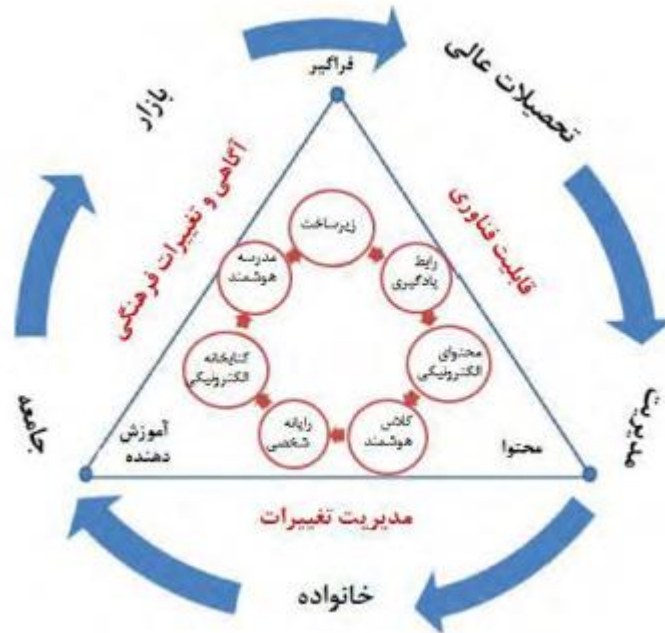 تحصیلات عالی
بازار
فراگیر
آگاهی و تغییرات فرهنگی
قابلیت فناوری
زیرساخت
مدرسه
هوشمند
رابط
یادگیری
کتابخانه
الکترونیکی
محتوای
الکترونیکی
رایانه
شخصی
کلاس
هوشمند
جامعه
مدیریت
آموزش
دهنده
محتوا
مدیریت تغییرات
خانواده